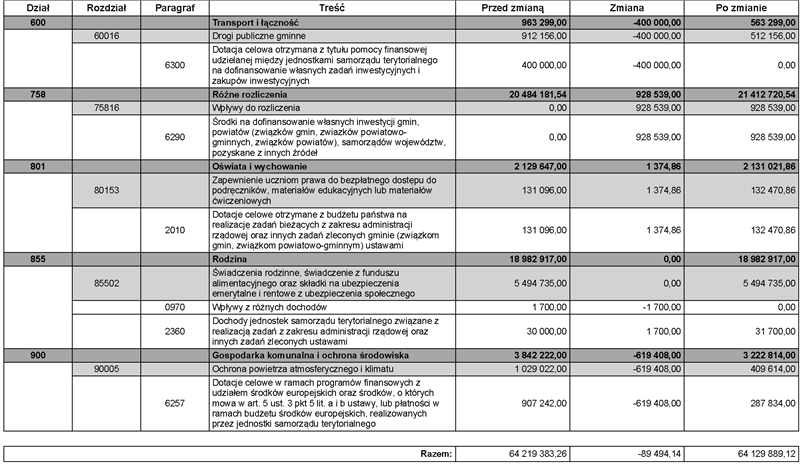 Dział Rozdział Paragraf Treść Przed zmianą Zmiana Po zmianie
600 Transport i łączność 963 299,00 -400 000,00 563 299,00
60016 Drogi publiczne gminne 912 156,00 -400 000,00 512 156,00
6300 Dotacja celowa otrzymana z tytułu pomocy finansowej
udzielanej między jednostkami samorządu terytorialnego
na dofinansowanie własnych zadań inwestycyjnych i
zakupów inwestycyjnych 400 000,00 -400 000,00 0,00
758 Różne rozliczenia 20 484 181,54 928 539,00 21 412 720,54
75816 Wpływy do rozliczenia 0,00 928 539,00 928 539,00
6290 Środki na dofinansowanie własnych inwestycji gmin,
powiatów (związków gmin, zwiazków powiatowo-
gminnych, związków powiatów), samorządów województw,
pozyskane z innych źródeł 0,00 928 539,00 928 539,00
801 Oświata i wychowanie 2 129 647,00 1 374,86 2 131 021,86
80153 Zapewnienie uczniom prawa do bezpłatnego dostępu do
podręczników, materiałów edukacyjnych lub materiałów
ćwiczeniowych 131 096,00 1 374,86 132 470,86
2010 Dotacje celowe otrzymane z budżetu państwa na
realizację zadań bieżących z zakresu administracji
rządowej oraz innych zadań zleconych gminie (związkom
gmin, związkom powiatowo-gminnym) ustawami 131 096,00 1 374,86 132 470,86
855 Rodzina 18 982 917,00 0,00 18 982 917,00
85502 Świadczenia rodzinne, świadczenie z funduszu
alimentacyjnego oraz składki na ubezpieczenia
emerytalne i rentowe z ubezpieczenia społecznego 5 494 735,00 0,00 5 494 735,00
0970 Wpływy z różnych dochodów 1 700,00 -1 700,00 0,00
2360 Dochody jednostek samorządu terytorialnego związane z
realizacją zadań z zakresu administracji rządowej oraz
innych zadań zleconych ustawami 30 000,00 1 700,00 31 700,00
900 Gospodarka komunalna i ochrona środowiska 3 842 222,00 -619 408,00 3 222 814,00
90005 Ochrona powietrza atmosferycznego i klimatu 1 029 022,00 -619 408,00 409 614,00
6257 Dotacje celowe w ramach programów finansowych z
udziałem środków europejskich oraz środków, o których
mowa w art. 5 ust. 3 pkt 5 lit. a i b ustawy, lub płatności w
ramach budżetu środków europejskich, realizowanych
przez jednostki samorządu terytorialnego 907 242,00 -619 408,00 287 834,00
Razem: 64 219 383,26 -89 494,14 64 129 889,12